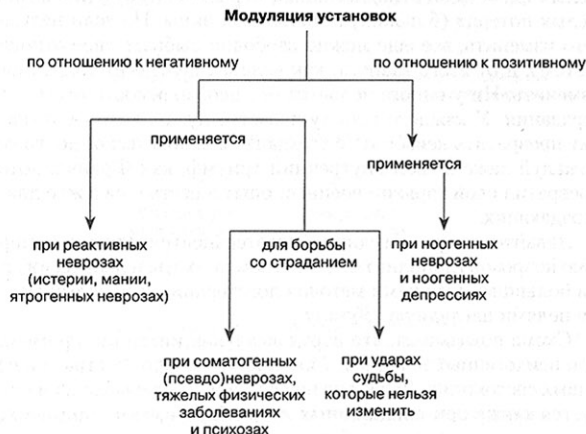 Модуляция установок
по отношению к негативному
по отношению к позитивному
применяется
применяется
при реактивных
неврозах
(истерии, мании,
ятрогенных неврозах)
для борьбы
со страданием
при ноогенных
неврозах
и ноогенных
депрессиях
при соматогенных
(псевдо)неврозах,
тяжелых физических
заболеваниях
и психозах
при ударах
судьбы,
которые нельзя
изменить